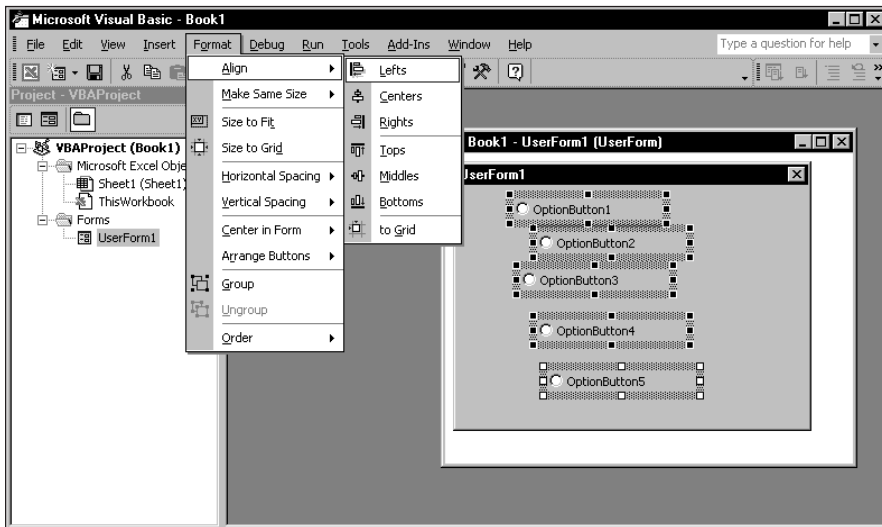 Microsoft Visual Basic - Book1
File Edit View Insert Format Debug Run Tools Add-Ins Window Help
Type a question for help
Project - VBAProject
VBAProject (Book1)
Microsoft Excel Obje
Sheet1 (Sheet1)
ThisWorkbook
Forms
UserForm1
Align
Make Same Size
Size to Fit
Size to Grid
Horizontal Spacing
Vertical Spacing
Center in Form
Arrange Buttons
Group
Ungroup
Order
Lefts
Centers
Rights
Tops
Middles
Bottoms
to Grid
Book1 - UserForm1 (UserForm)
UserForm1
OptionButton1
OptionButton2
OptionButton3
OptionButton4
OptionButton5